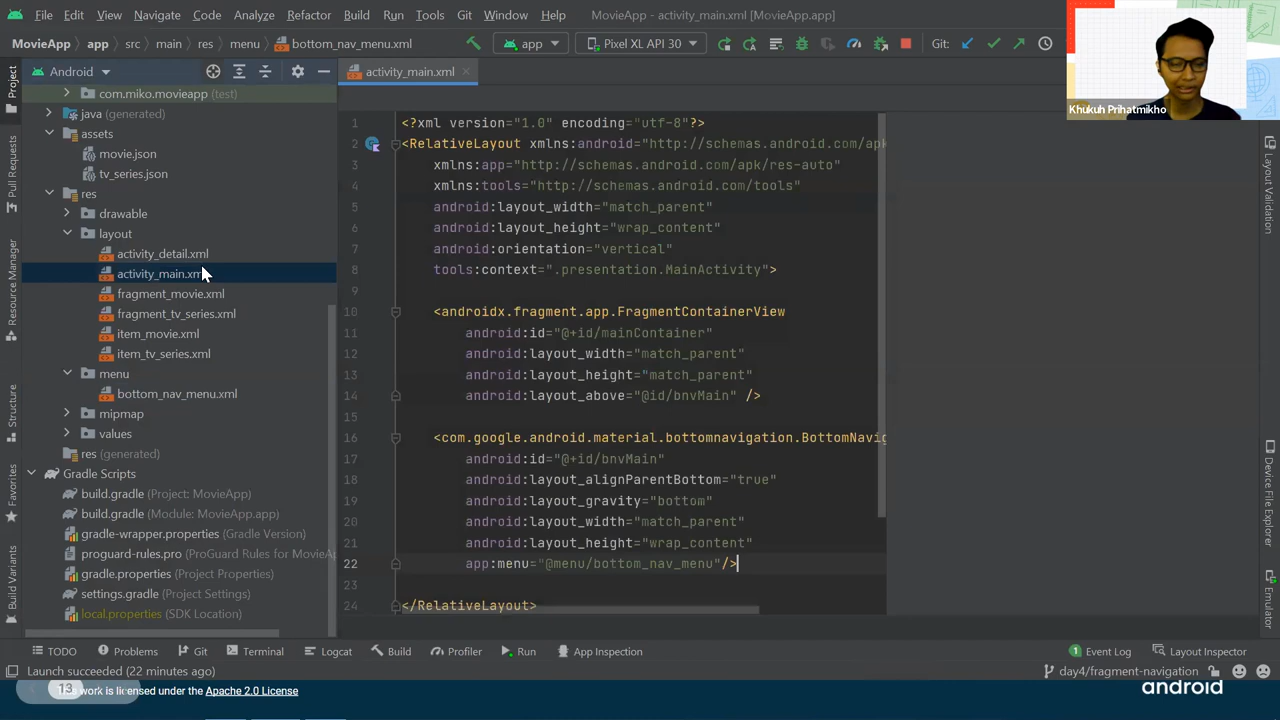 File Edit View Navigate Code Analyze Refactor Build Run Tools Git Window Help MovieApp - activity_main.xml [MovieApp.app]
MovieApp app src main res menu bottom_nav_menu.xml app Pixel XL API 30 Git:
Khukuh Prihatmikho
Project
Pull Requests
Resource Manager
Structure
Favorites
Build Variants
Android
com.miko.movieapp (test)
java (generated)
assets
movie.json
tv_series.json
res
drawable
layout
activity_detail.xml
activity_main.xm
fragment_movie.xml
fragment_tv_series.xml
item_movie.xml
item_tv_series.xml
menu
bottom_nav_menu.xml
mipmap
values
res (generated)
Gradle Scripts
build.gradle (Project: MovieApp)
build.gradle (Module: MovieApp.app)
gradle-wrapper.properties (Gradle Version)
proguard-rules.pro (ProGuard Rules for MovieA
gradle.properties (Project Properties)
settings.gradle (Project Settings)
local.properties (SDK Location)
activity_main.xml
1 <?xml version="1.0" encoding="utf-8"?>
2 <RelativeLayout xmlns:android="http://schemas.android.com/apk
3 xmlns:app="http://schemas.android.com/apk/res-auto"
4 xmlns:tools="http://schemas.android.com/tools"
5 android:layout_width="match_parent"
6 android:layout_height="wrap_content"
7 android:orientation="vertical"
8 tools:context=".presentation.MainActivity">
9
10 <androidx.fragment.app.FragmentContainerView
11 android:id="@+id/mainContainer"
12 android:layout_width="match_parent"
13 android:layout_height="match_parent"
14 android:layout_above="@id/bnvMain" />
15
16 <com.google.android.material.bottomnavigation.BottomNavig
17 android:id="@+id/bnvMain"
18 android:layout_alignParentBottom="true"
19 android:layout_gravity="bottom"
20 android:layout_width="match_parent"
21 android:layout_height="wrap_content"
22 app:menu="@menu/bottom_nav_menu"/>
23
24 </RelativeLayout>
Layout Validation
Device File Explorer
Emulator
TODO Problems Git Terminal Logcat Build Profiler Run App Inspection 1 Event Log Layout Inspector
Launch succeeded (22 minutes ago) day4/fragment-navigation
13
work is licensed under the Apache 2.0 License
android